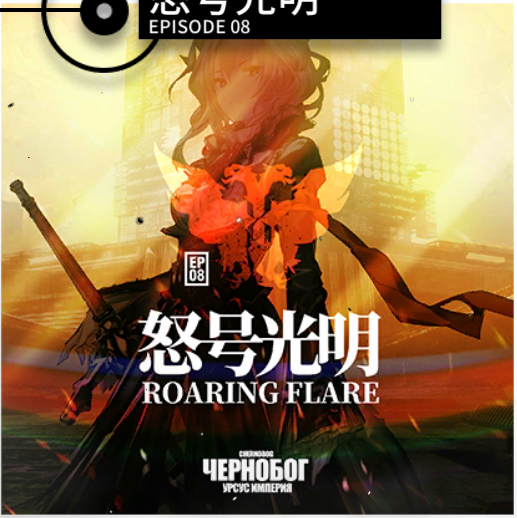 怒号光明
EPISODE 08
EP
08
怒号光明
ROARING FLARE
CHERNOBOG
ЧЕРНОБОГ
УРСУС ИМПЕРИЯ